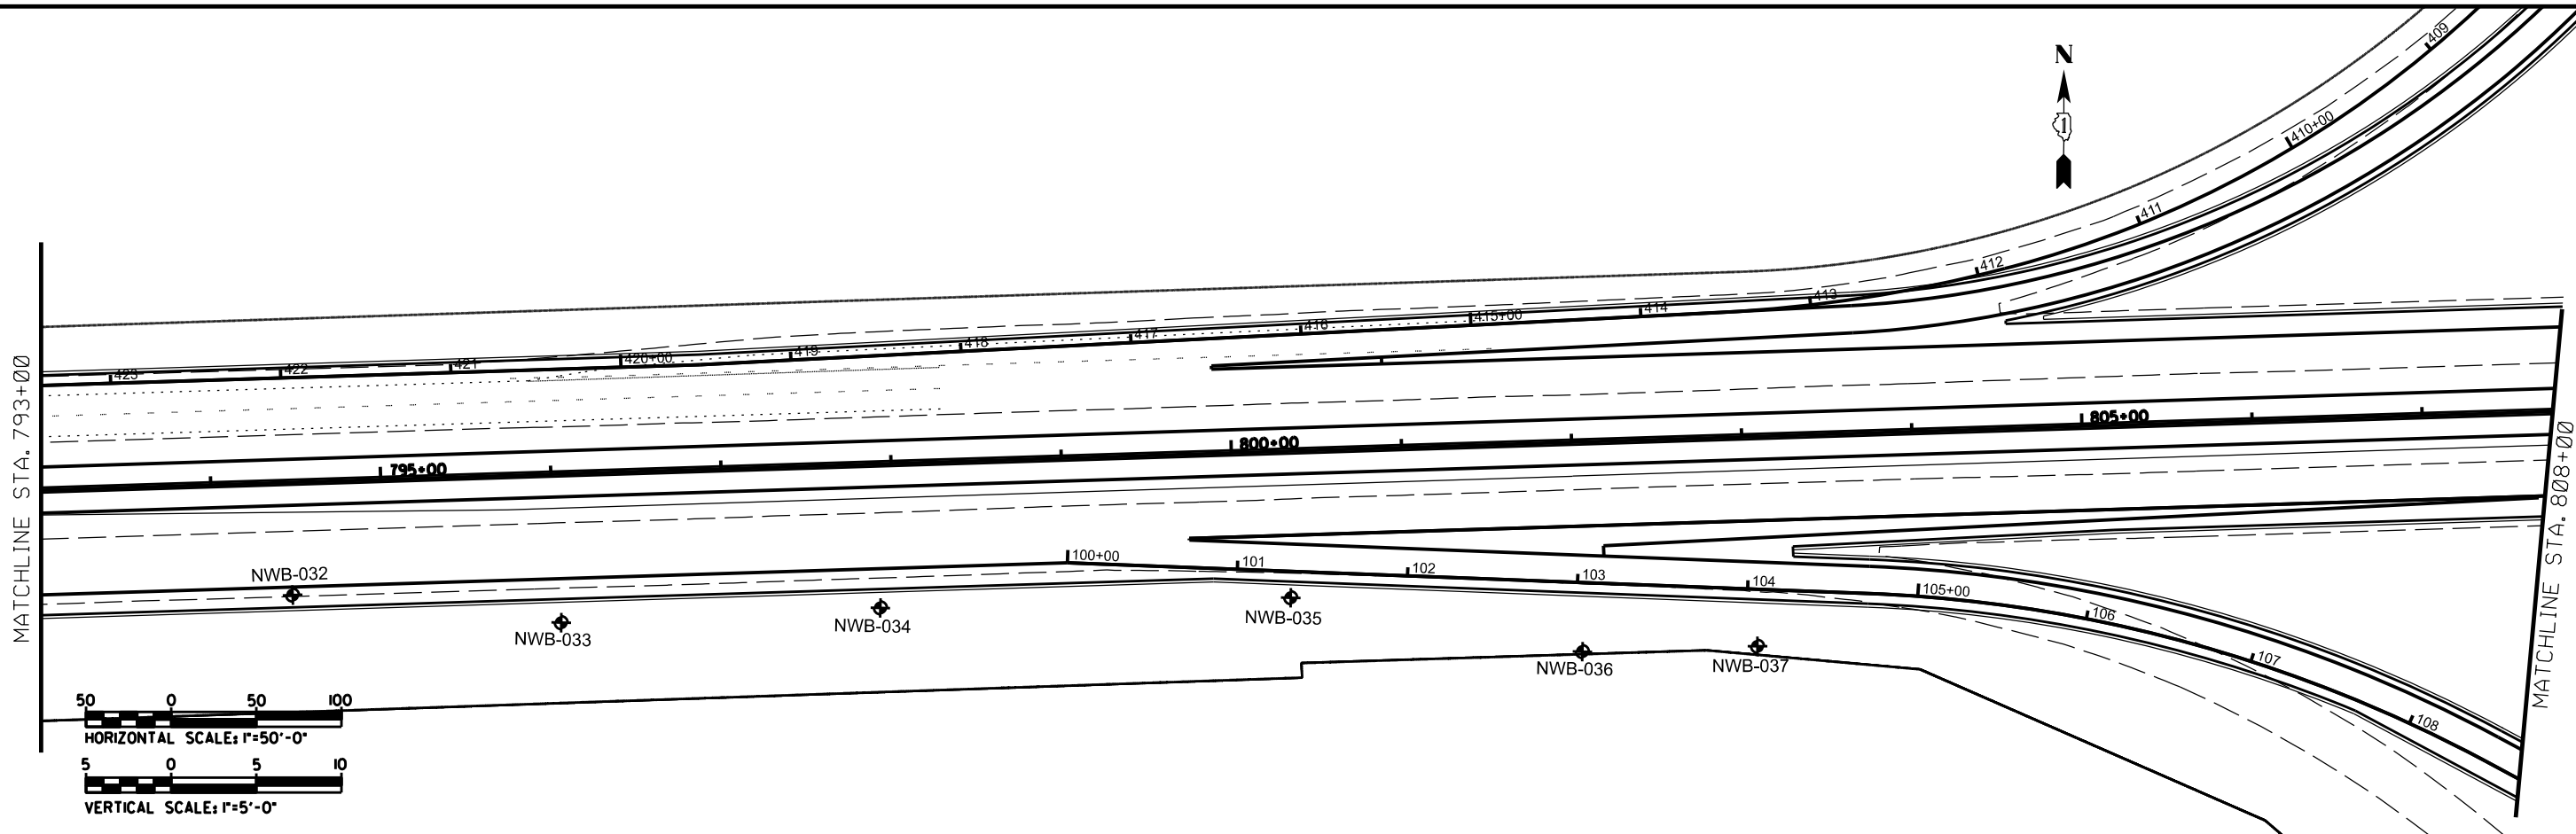 N
1
409
410+00
411
412
413
414
415+00
416
417
418
419
420+00
421
422
423
MATCHLINE STA. 793+00
795+00
800+00
805+00
MATCHLINE STA. 808+00
100+00
101
102
103
104
105+00
106
107
108
NWB-032
NWB-033
NWB-034
NWB-035
NWB-036
NWB-037
50 0 50 100
HORIZONTAL SCALE: 1"=50'-0"
5 0 5 10
VERTICAL SCALE: 1"=5'-0"